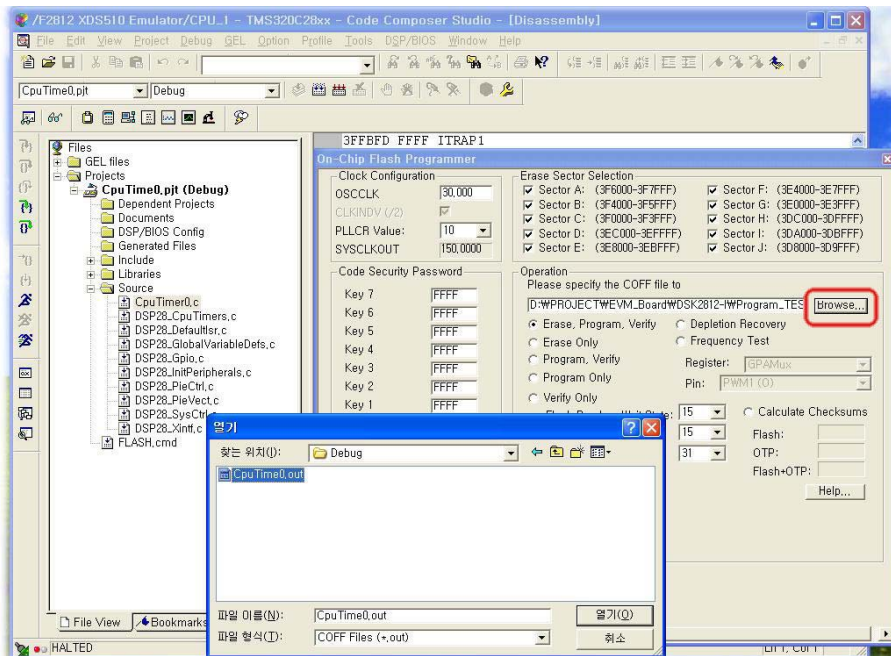 /F2812 XDS510 Emulator/CPU_1 - TMS320C28xx - Code Composer Studio - [Disassembly]
File Edit View Project Debug GEL Option Profile Tools DSP/BIOS Window Help
CpuTime0,pjt
Debug
Files
GEL files
Projects
CpuTime0,pjt (Debug)
Dependent Projects
Documents
DSP/BIOS Config
Generated Files
Include
Libraries
Source
CpuTimer0,c
DSP28_CpuTimers,c
DSP28_DefaultIsr,c
DSP28_GlobalVariableDefs,c
DSP28_Gpio,c
DSP28_InitPeripherals,c
DSP28_PieCtrl,c
DSP28_PieVect,c
DSP28_SysCtrl,c
DSP28_Xintf,c
FLASH,cmd
File View
Bookmarks
HALTED
3FFBFD FFFF ITRAP1
On-Chip Flash Programmer
Clock Configuration
OSCCLK 30,000
CLKINDV (/2)
PLLCR Value: 10
SYSCLKOUT 150,0000
Code Security Password
Key 7 FFFF
Key 6 FFFF
Key 5 FFFF
Key 4 FFFF
Key 3 FFFF
Key 2 FFFF
Key 1 FFFF
Erase Sector Selection
Sector A: (3F6000-3F7FFF) Sector F: (3E4000-3E7FFF)
Sector B: (3F4000-3F5FFF) Sector G: (3E0000-3E3FFF)
Sector C: (3F0000-3F3FFF) Sector H: (3DC000-3DFFFF)
Sector D: (3EC000-3EFFFF) Sector I: (3DA000-3DBFFF)
Sector E: (3E8000-3EBFFF) Sector J: (3D8000-3D9FFF)
Operation
Please specify the COFF file to
D:₩PROJECT₩EVM_Board₩DSK2812-I₩Program_TES Browse...
Erase, Program, Verify Depletion Recovery
Erase Only Frequency Test
Program, Verify Register: GPAMux
Program Only Pin: PWM1 (O)
Verify Only
15 Calculate Checksums
15 Flash:
31 OTP:
Flash+OTP:
Help...
열기
찾는 위치(I): Debug
CpuTime0,out
파일 이름(N): CpuTime0,out 열기(O)
파일 형식(T): COFF Files (*,out) 취소